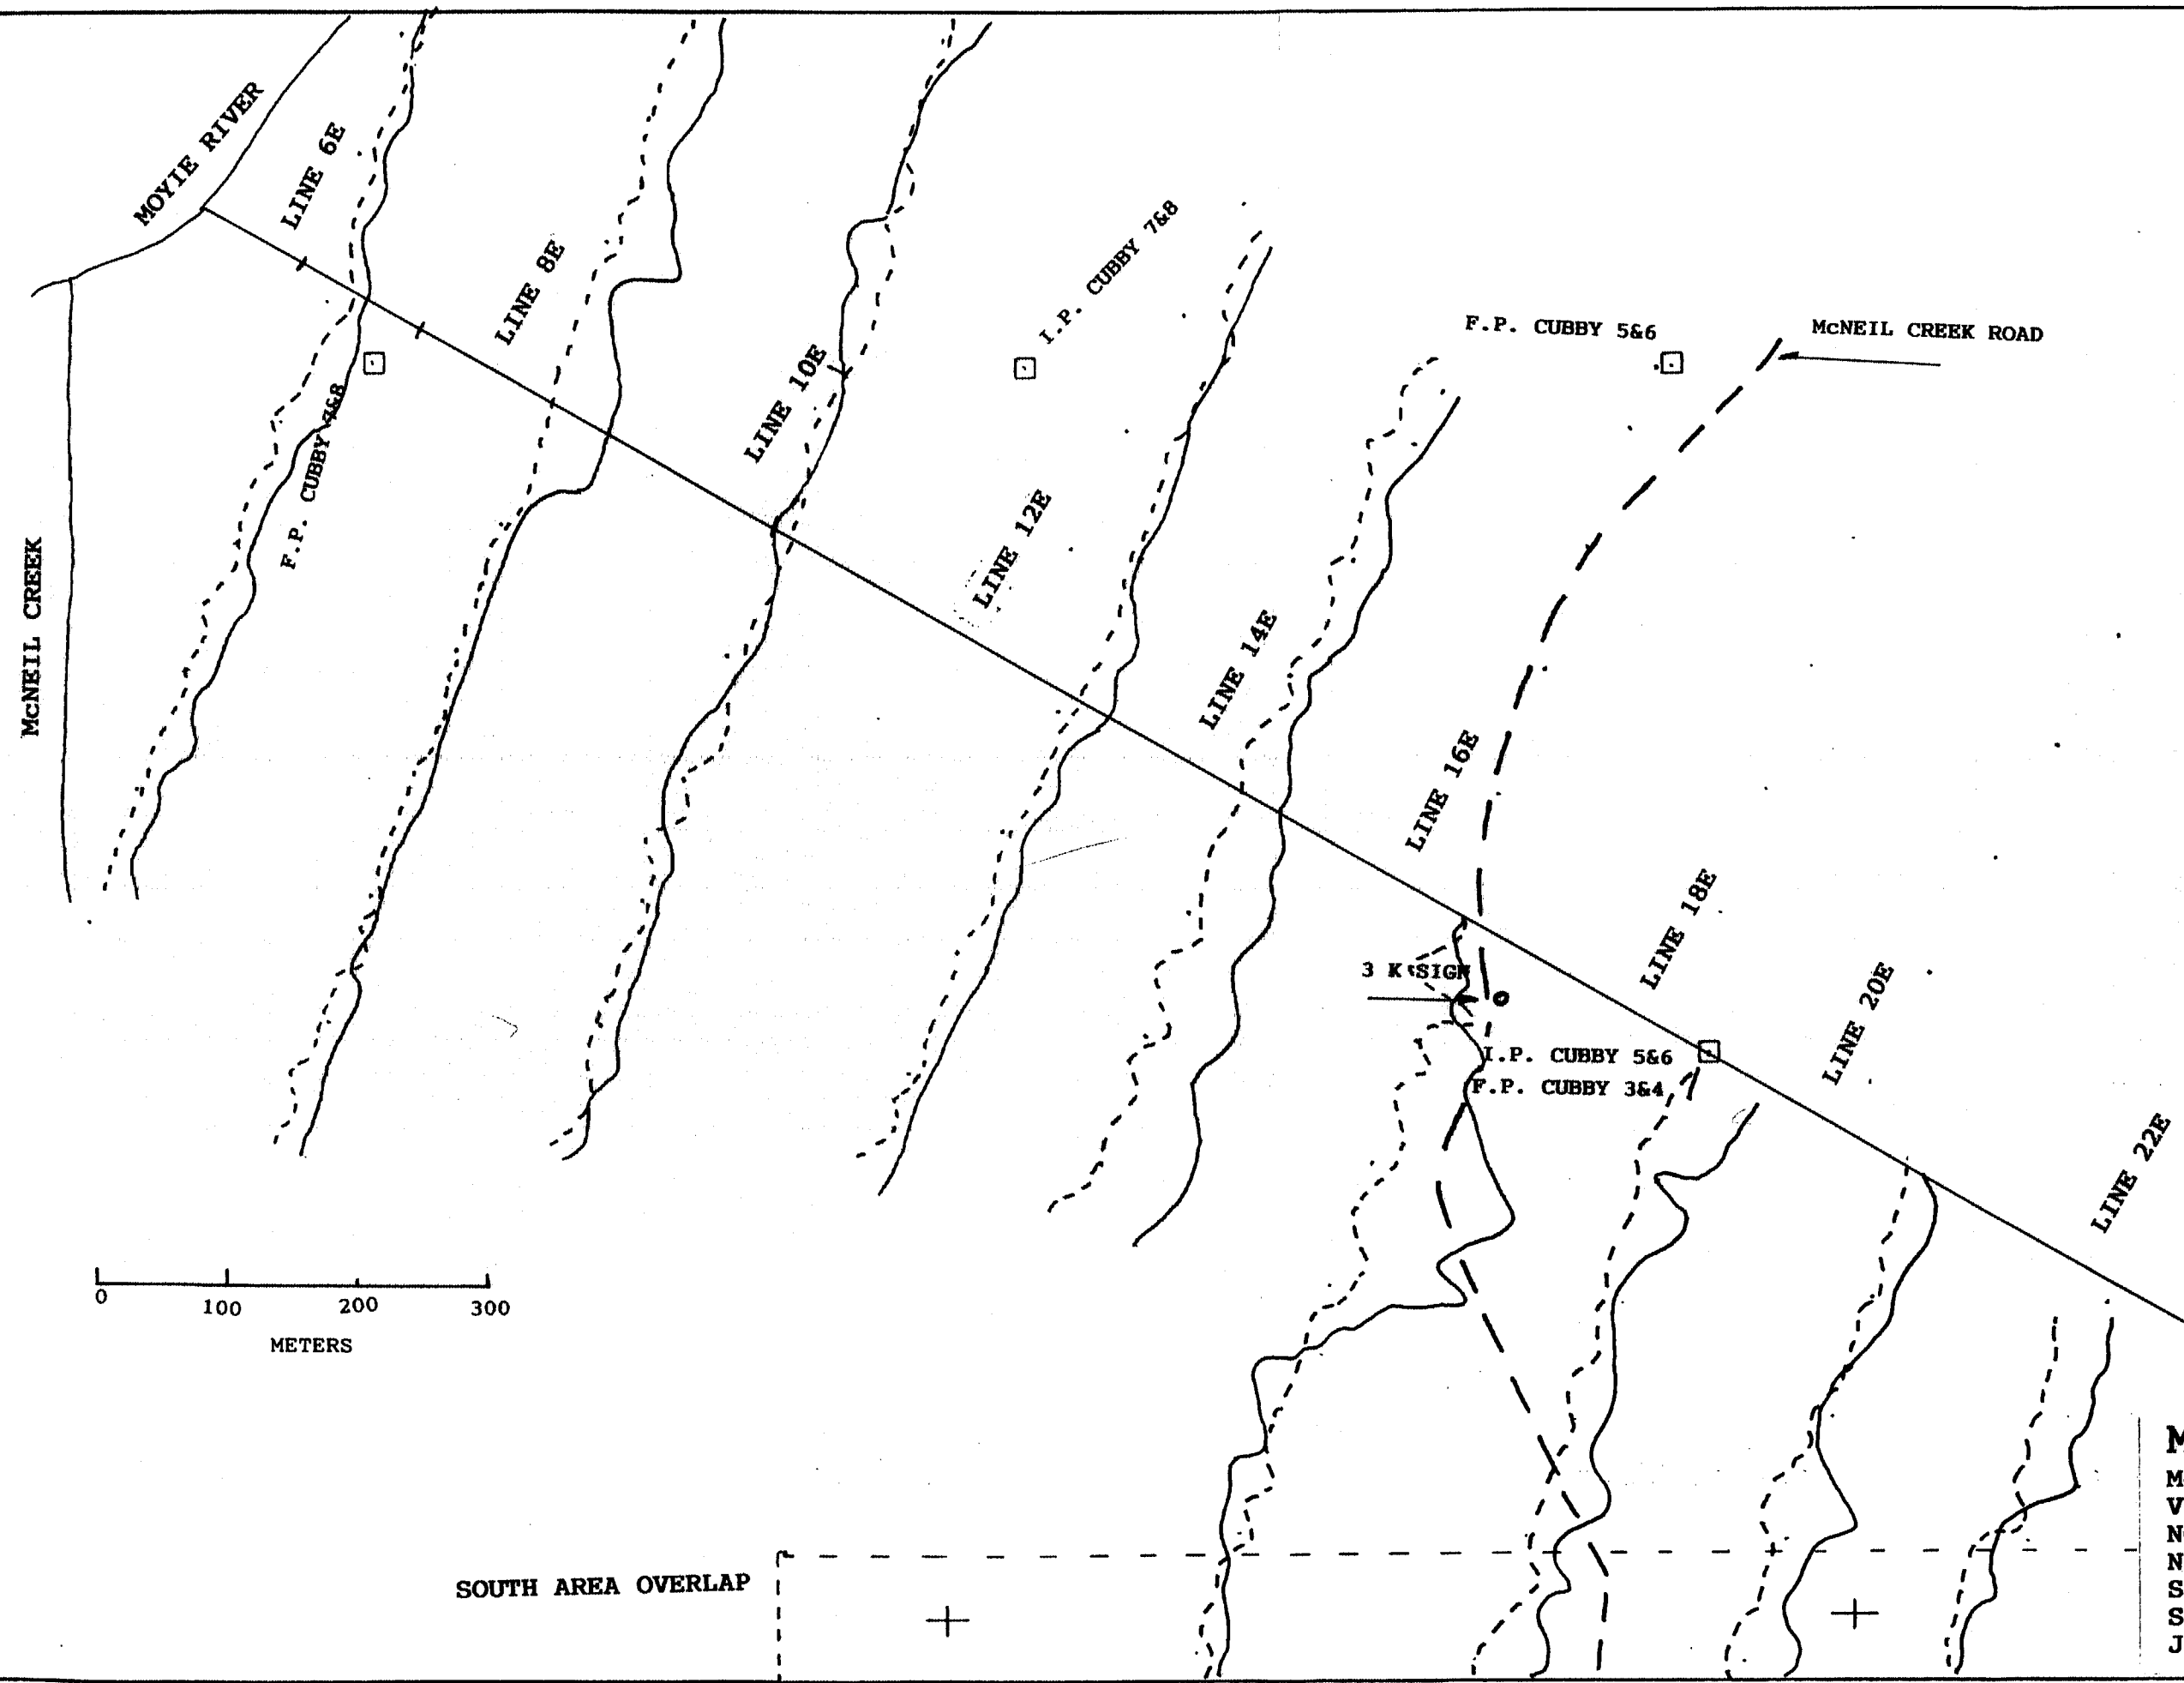 MOYIE RIVER
LINE 6E
LINE 8E
I.P. CUBBY 7&8
F.P. CUBBY 5&6
McNEIL CREEK ROAD
LINE 10E
F.P. CUBBY 7&8
LINE 12E
McNEIL CREEK
LINE 14E
LINE 16E
LINE 18E
3 K SIGN
LINE 20E
I.P. CUBBY 5&6
F.P. CUBBY 3&4
LINE 22E
0 100 200 300
METERS
SOUTH AREA OVERLAP
M
M
V
N
N
S
S
J